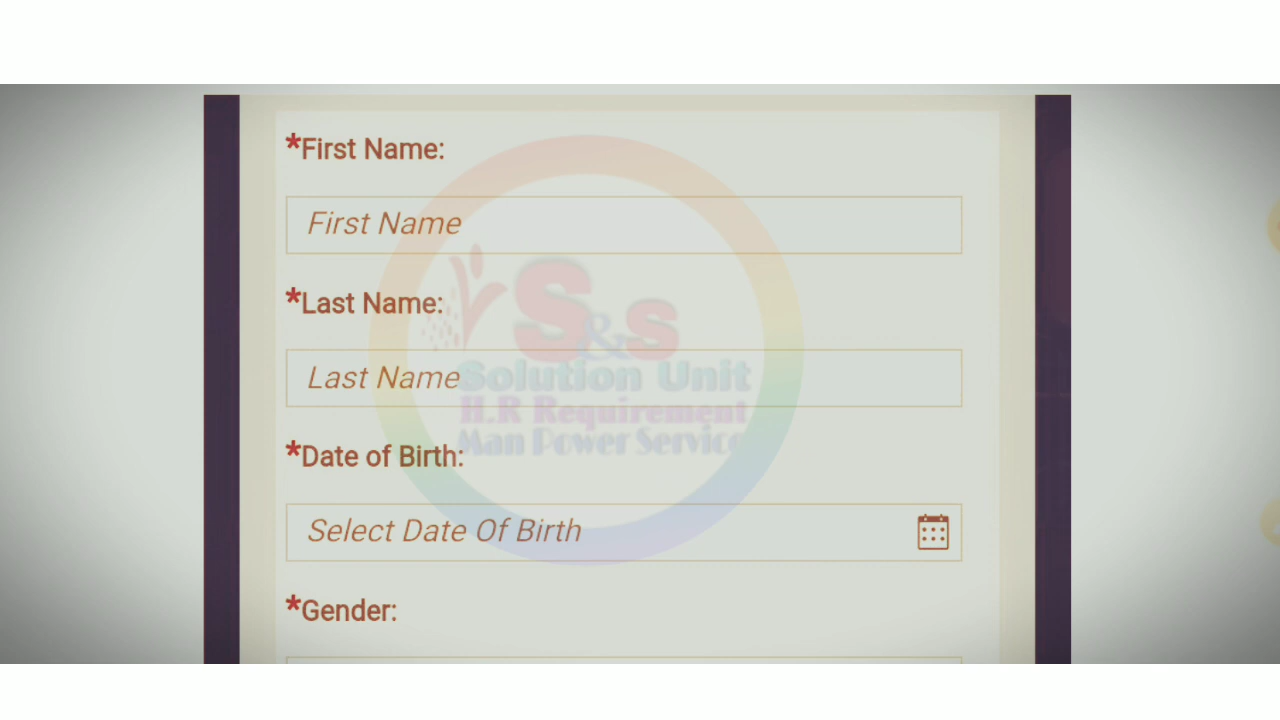 *First Name:
First Name
*Last Name:
Last Name
*Date of Birth:
Select Date Of Birth
*Gender:
S&s
Solution Unit
H.R Requirement
Man Power Service